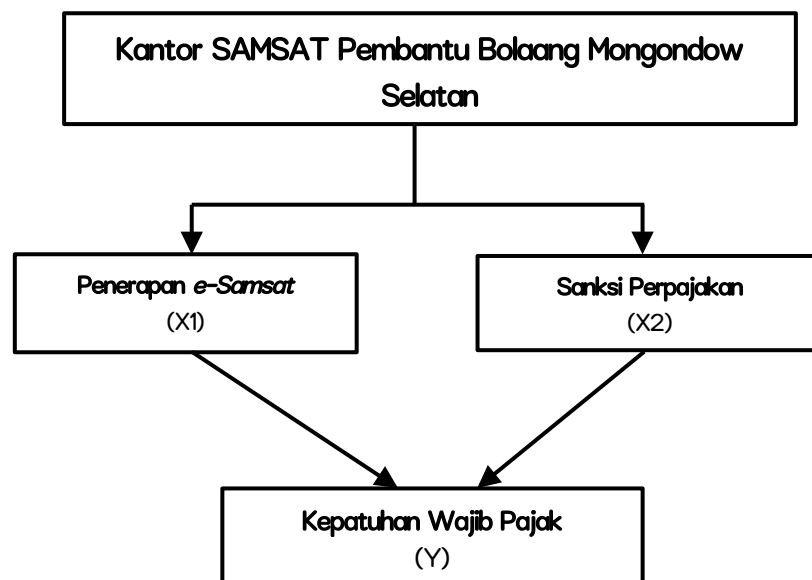 Kantor SAMSAT Pembantu Bolaang Mongondow
Selatan
Penerapan e-Samsat
(X1)
Sanksi Perpajakan
(X2)
Kepatuhan Wajib Pajak
(Y)